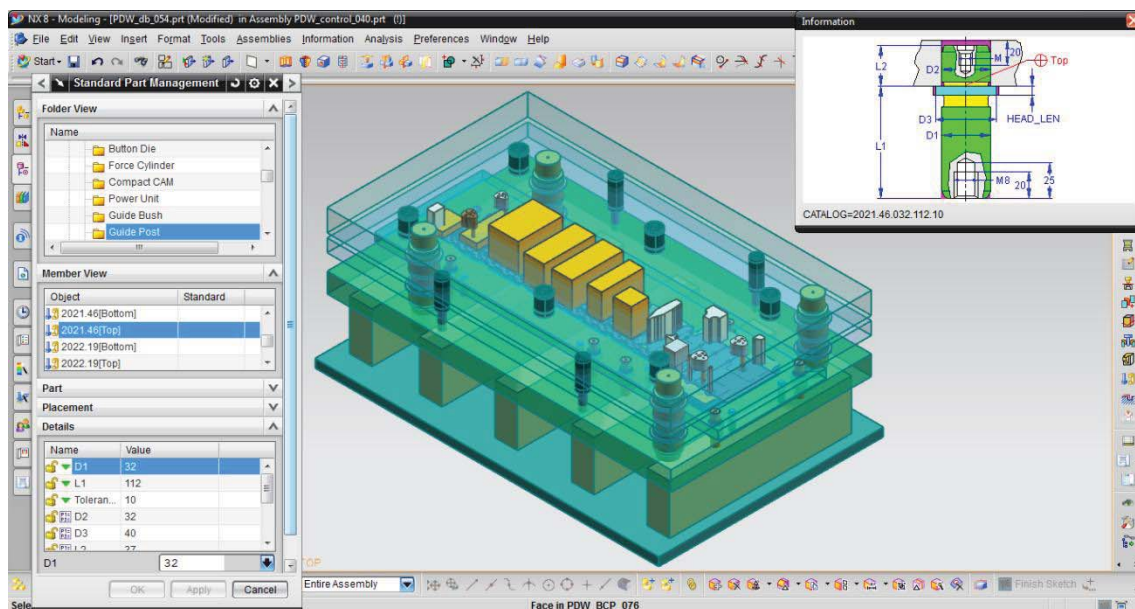 NX 8 - Modeling - [PDW_db_054.prt (Modified) in Assembly PDW_control_040.prt (!)]
File Edit View Insert Format Tools Assemblies Information Analysis Preferences Window Help
Start
Standard Part Management
Folder View
Name
Button Die
Force Cylinder
Compact CAM
Power Unit
Guide Bush
Guide Post
Member View
Object Standard
2021.46[Bottom]
2021.46[Top]
2022.19[Bottom]
2022.19[Top]
Part
Placement
Details
Name Value
D1 32
L1 112
Toleran... 10
D2 32
D3 40
L2 37
D1 32
OK Apply Cancel
Information
L2
D2
M
20
Top
D3
HEAD_LEN
D1
L1
M8
20
25
CATALOG=2021.46.032.112.10
TOP
Entire Assembly
Finish Sketch
Sele
Face in PDW_BCP_076